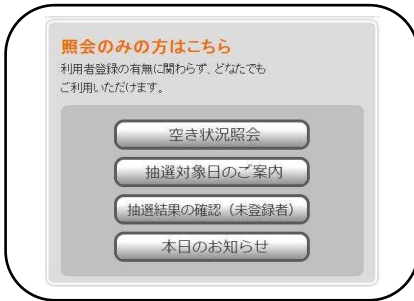 照会のみの方はこちら
利用者登録の有無に関わらず、どなたでも
ご利用いただけます。
空き状況照会
抽選対象日のご案内
抽選結果の確認（未登録者）
本日のお知らせ